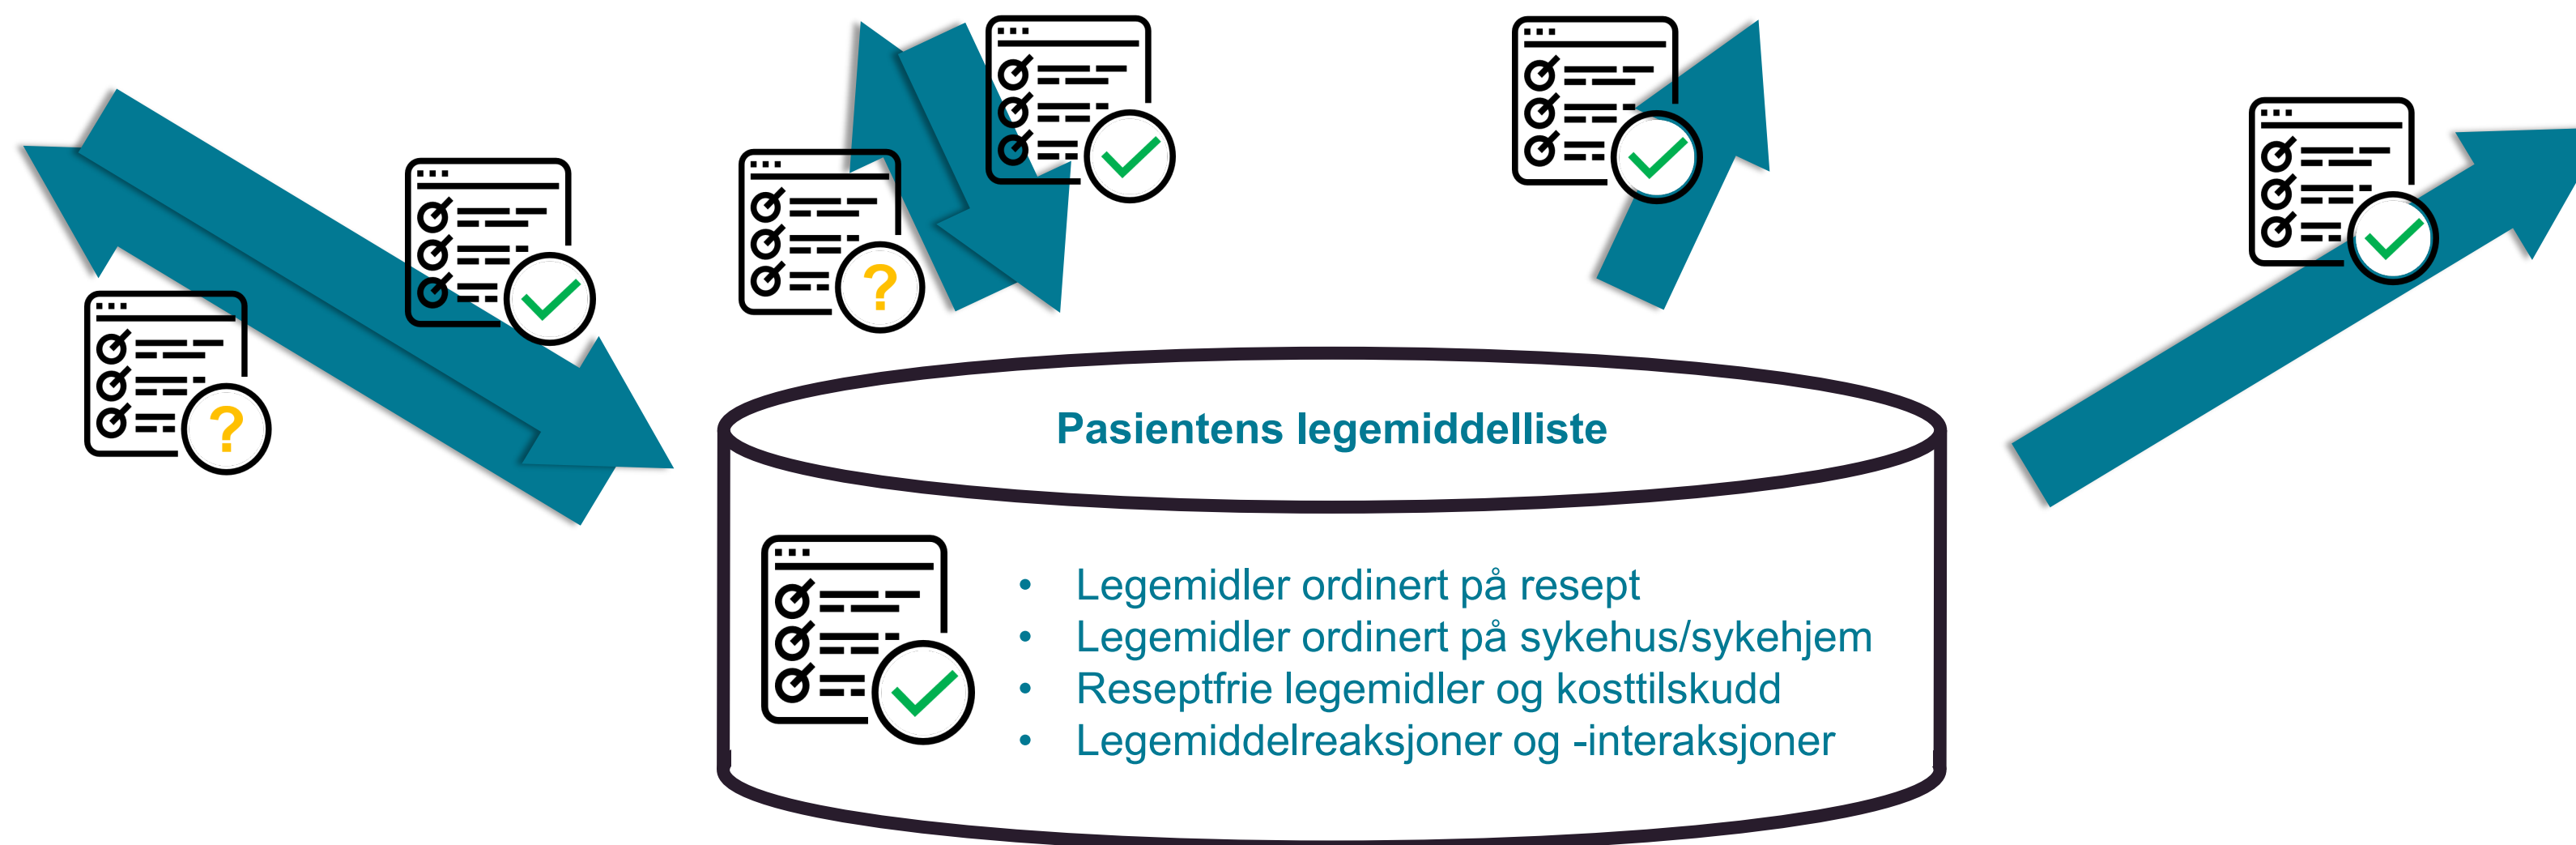 ?
?
Pasientens legemiddelliste
• Legemidler ordinert på resept
• Legemidler ordinert på sykehus/sykehjem
• Reseptfrie legemidler og kosttilskudd
• Legemiddelreaksjoner og -interaksjoner